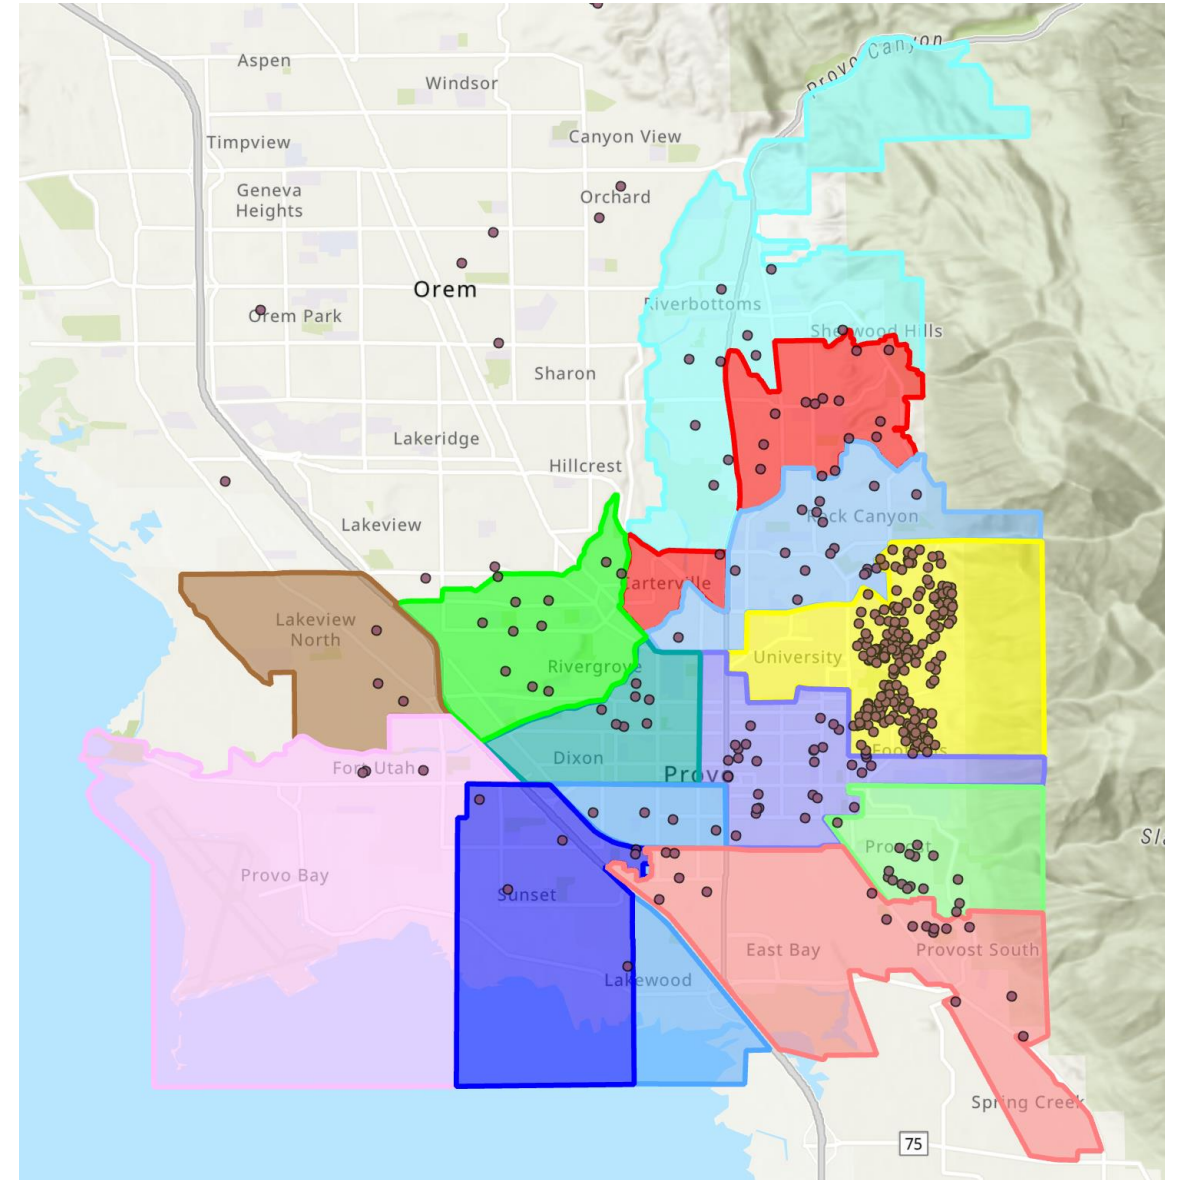 Provo Canyon
Aspen
Windsor
Timpview
Canyon View
Geneva
Heights
Orchard
Orem
Riverbottoms
Orem Park
Sherwood Hills
Sharon
Lakeridge
Hillcrest
Lakeview
Rock Canyon
Carterville
Lakeview
North
Rivergrove
University
Foothills
Dixon
Fort Utah
Provo
Provost
Provo Bay
Sunset
East Bay
Provost South
Lakewood
Spring Creek
75